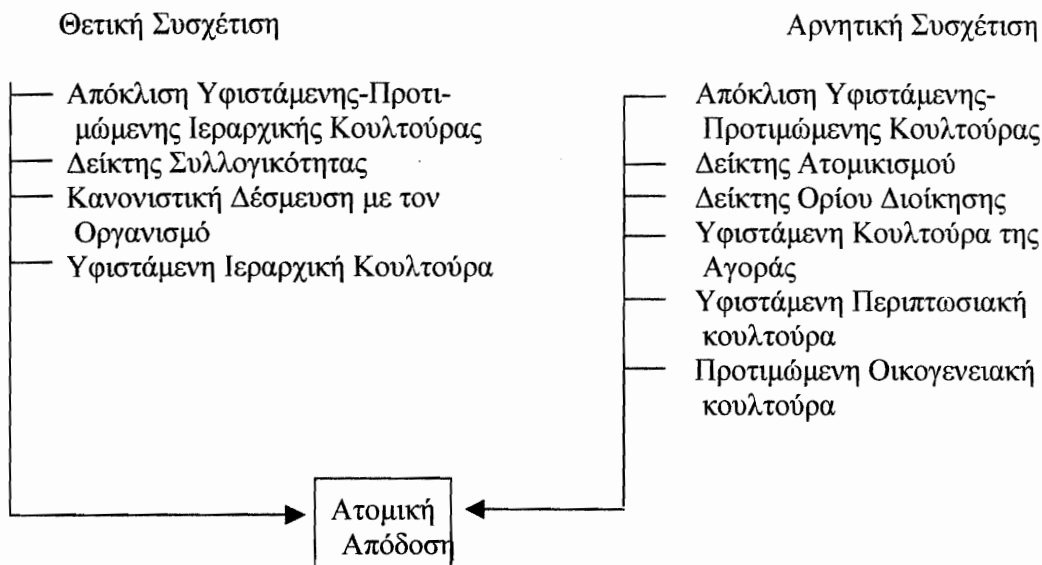 Θετική Συσχέτιση
Απόκλιση Υφιστάμενης-Προτι-
μώμενης Ιεραρχικής Κουλτούρας
Δείκτης Συλλογικότητας
Κανονιστική Δέσμευση με τον
Οργανισμό
Υφιστάμενη Ιεραρχική Κουλτούρα
Αρνητική Συσχέτιση
Απόκλιση Υφιστάμενης-
Προτιμώμενης Κουλτούρας
Δείκτης Ατομικισμού
Δείκτης Ορίου Διοίκησης
Υφιστάμενη Κουλτούρα της
Αγοράς
Υφιστάμενη Περιπτωσιακή
κουλτούρα
Προτιμώμενη Οικογενειακή
κουλτούρα
Ατομική
Απόδοση